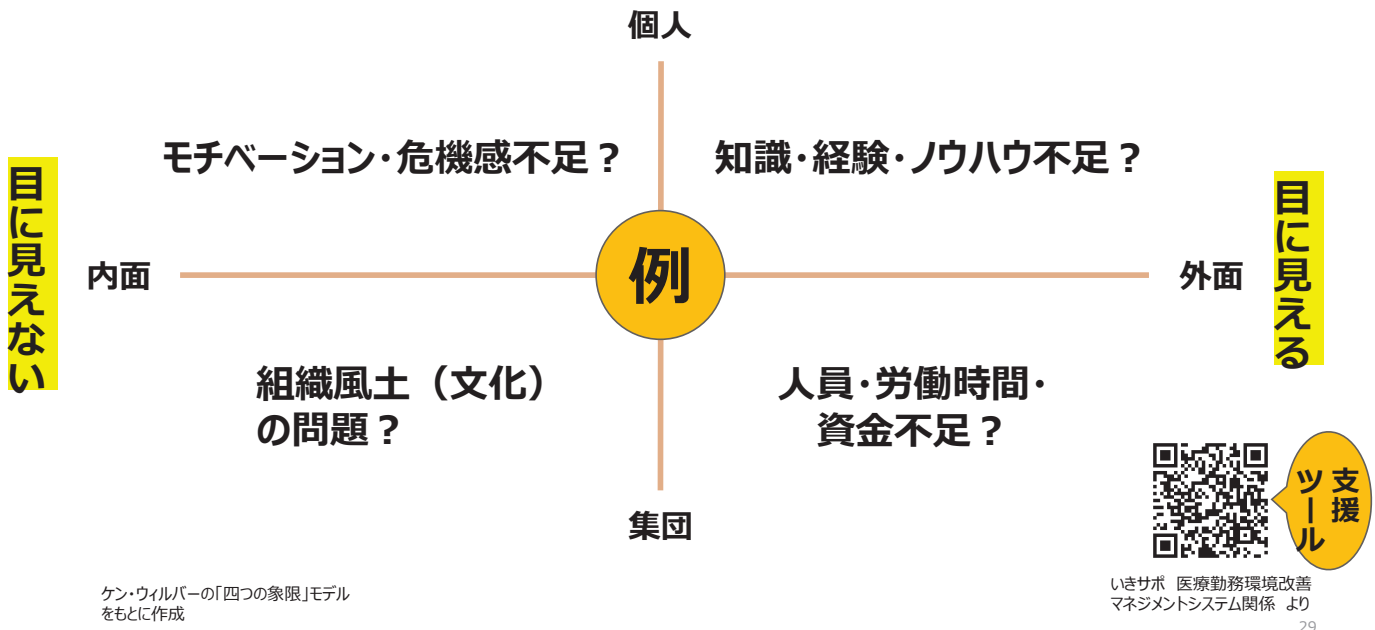 個人
モチベーション・危機感不足？
知識・経験・ノウハウ不足？
目に見えない
内面
例
外面
目に見える
組織風土（文化）
の問題？
人員・労働時間・
資金不足？
集団
支援
ツール
いきサポ 医療勤務環境改善
マネジメントシステム関係 より
ケン・ウィルバーの「四つの象限」モデル
をもとに作成
29